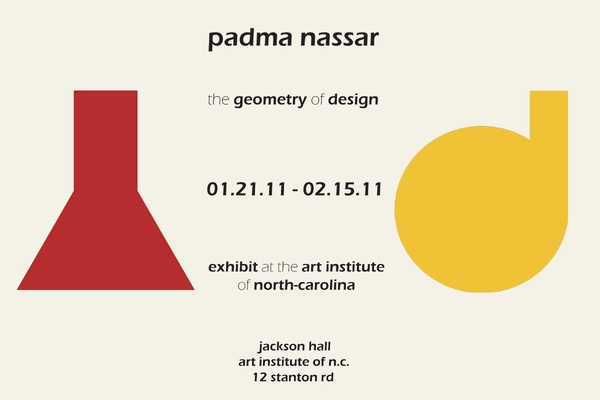 padma nassar
the geometry of design
01.21.11 - 02.15.11
exhibit at the art institute
of north-carolina
jackson hall
art institute of n.c.
12 stanton rd